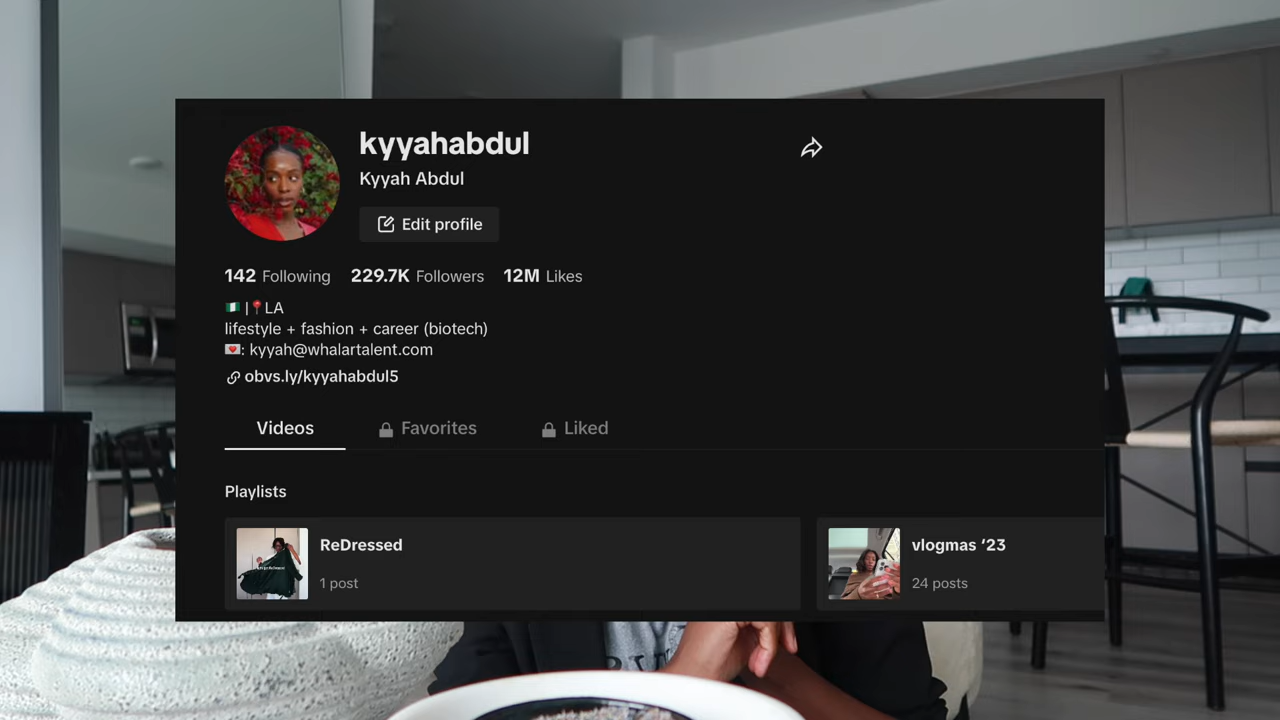 kyyahabdul
Kyyah Abdul
Edit profile
142 Following 229.7K Followers 12M Likes
🇳🇬 |📍LA
lifestyle + fashion + career (biotech)
💌: kyyah@whalartalent.com
obvs.ly/kyyahabdul5
Videos Favorites Liked
Playlists
ReDressed
1 post
vlogmas ‘23
24 posts